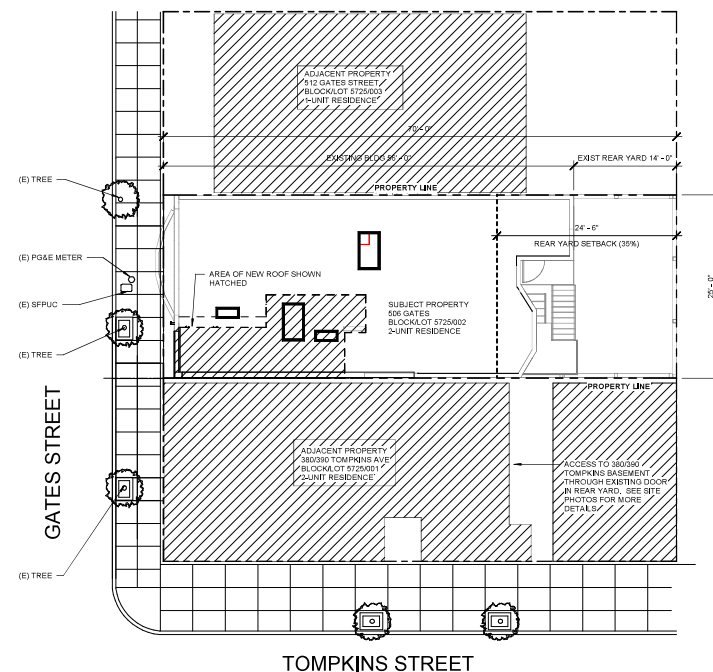 ADJACENT PROPERTY
512 GATES STREET
BLOCK/LOT 5725/003
1-UNIT RESIDENCE
70'- 0"
EXISTING BLDG 56'- 0"
EXIST REAR YARD 14'- 0"
(E) TREE
PROPERTY LINE
24' - 6"
REAR YARD SETBACK (35%)
(E) PG&E METER
AREA OF NEW ROOF SHOWN
HATCHED
25'- 0"
(E) SFPUC
SUBJECT PROPERTY
506 GATES
BLOCK/LOT 5725/002
2-UNIT RESIDENCE
(E) TREE
PROPERTY LINE
GATES STREET
ADJACENT PROPERTY
380/390 TOMPKINS AVE
BLOCK/LOT 5725/001
2-UNIT RESIDENCE
ACCESS TO 380/390
TOMPKINS BASEMENT
THROUGH EXISTING DOOR
IN REAR YARD, SEE SITE
PHOTOS FOR MORE
DETAILS
(E) TREE
TOMPKINS STREET